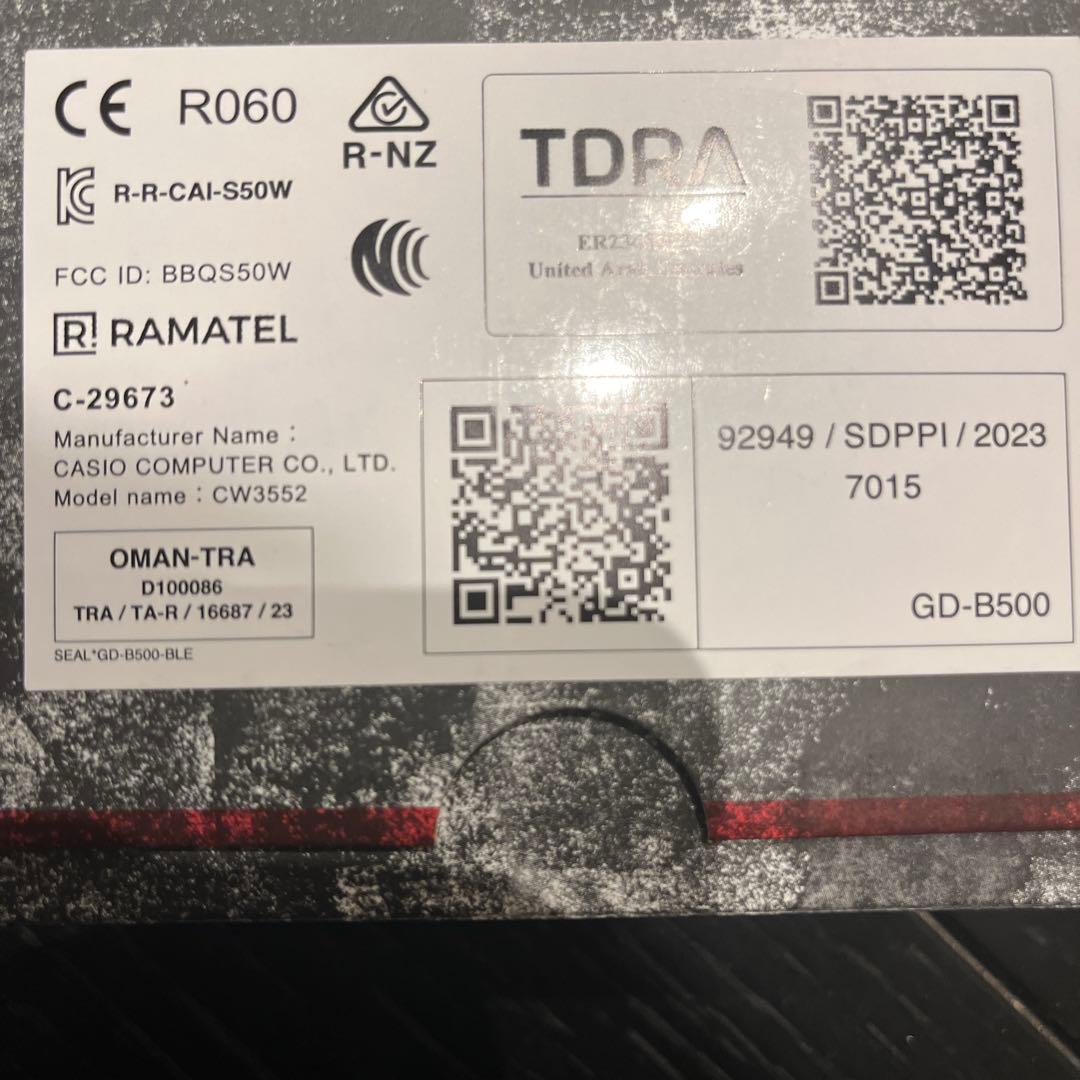 CE R060
R-NZ
R-R-CAI-S50W
FCC ID: BBQS50W
R! RAMATEL
C-29673
Manufacturer Name :
CASIO COMPUTER CO., LTD.
Model name : CW3552
OMAN-TRA
D100086
TRA / TA-R / 16687 / 23
SEAL*GD-B500-BLE
TDRA
United
92949 / SDPPI / 2023
7015
GD-B500